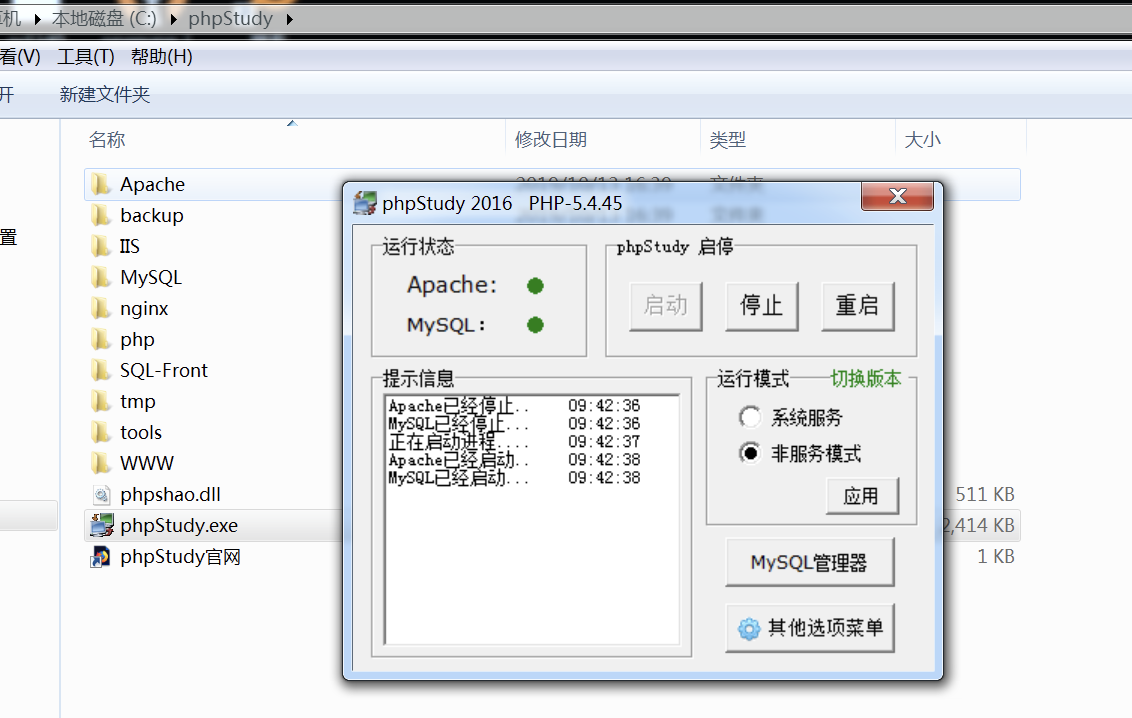 机 ▸ 本地磁盘 (C:) ▸ phpStudy ▸
看(V) 工具(T) 帮助(H)
开 新建文件夹
名称 修改日期 类型 大小
置
Apache
backup
IIS
MySQL
nginx
php
SQL-Front
tmp
tools
WWW
phpshao.dll 511 KB
phpStudy.exe 2,414 KB
phpStudy官网 1 KB
phpStudy 2016 PHP-5.4.45
运行状态
Apache:
MySQL:
phpStudy 启停
启动 停止 重启
提示信息
Apache已经停止.. 09:42:36
MySQL已经停止... 09:42:36
正在启动进程.... 09:42:37
Apache已经启动.. 09:42:38
MySQL已经启动... 09:42:38
运行模式 切换版本
系统服务
非服务模式
应用
MySQL管理器
其他选项菜单